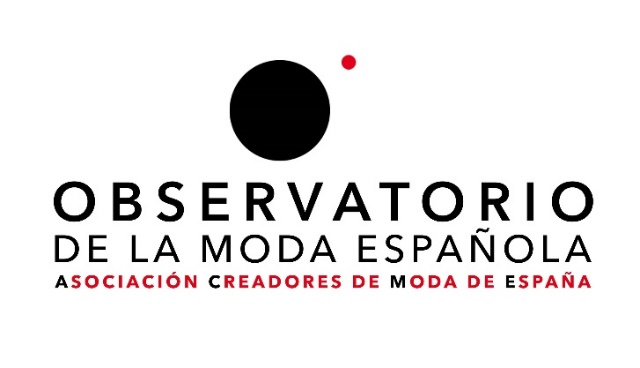 OBSERVATORIO
DE LA MODA ESPAÑOLA
ASOCIACIÓN CREADORES DE MODA DE ESPAÑA